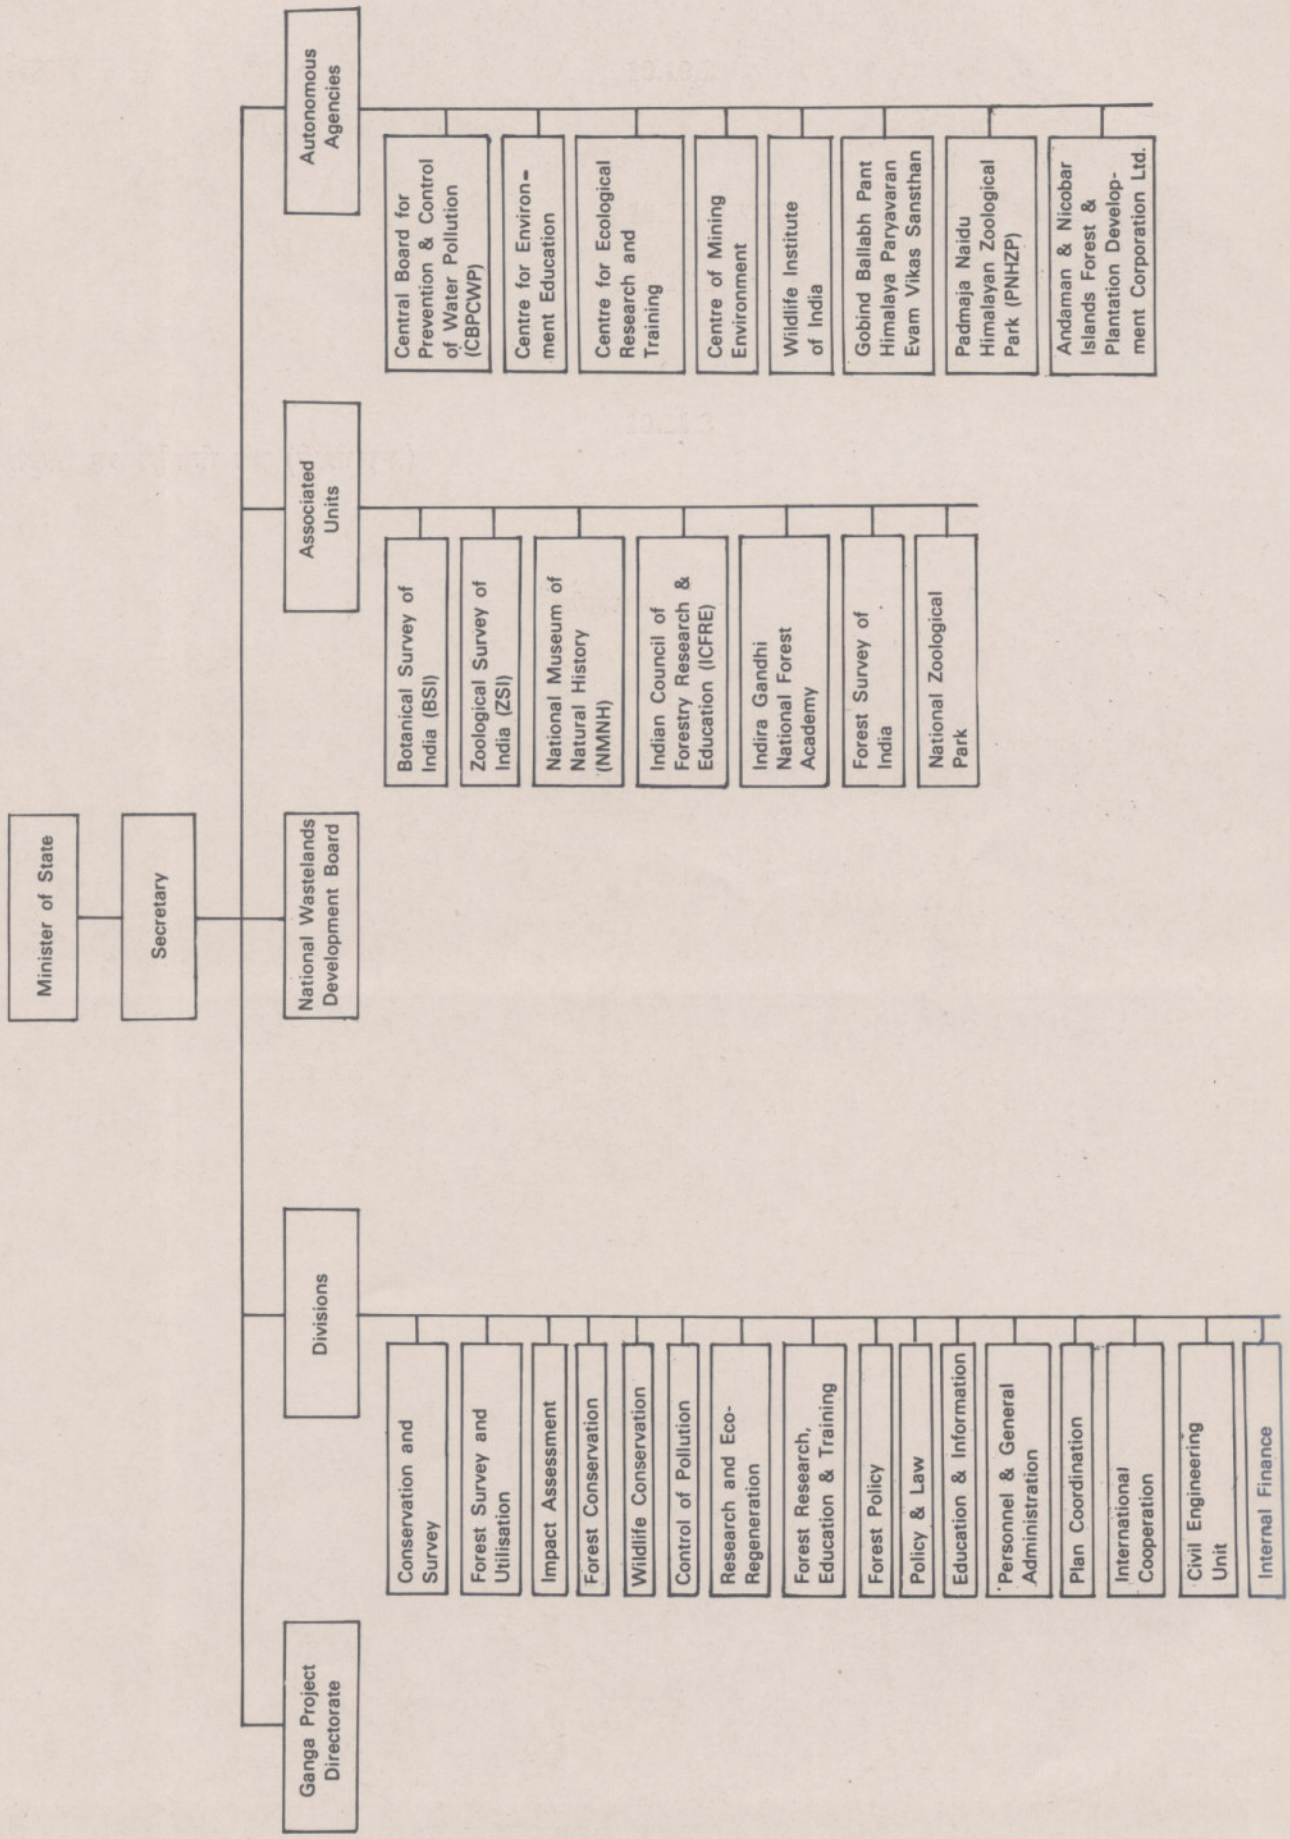 Minister of State
Secretary
Ganga Project
Directorate
Divisions
National Wastelands
Development Board
Associated
Units
Autonomous
Agencies
Conservation and
Survey
Forest Survey and
Utilisation
Impact Assessment
Forest Conservation
Wildlife Conservation
Control of Pollution
Research and Eco-
Regeneration
Forest Research,
Education & Training
Forest Policy
Policy & Law
Education & Information
Personnel & General
Administration
Plan Coordination
International
Cooperation
Civil Engineering
Unit
Internal Finance
Botanical Survey of
India (BSI)
Zoological Survey of
India (ZSI)
National Museum of
Natural History
(NMNH)
Indian Council of
Forestry Research &
Education (ICFRE)
Indira Gandhi
National Forest
Academy
Forest Survey of
India
National Zoological
Park
Central Board for
Prevention & Control
of Water Pollution
(CBPCWP)
Centre for Environ-
ment Education
Centre for Ecological
Research and
Training
Centre of Mining
Environment
Wildlife Institute
of India
Gobind Ballabh Pant
Himalaya Paryavaran
Evam Vikas Sansthan
Padmaja Naidu
Himalayan Zoological
Park (PNHZP)
Andaman & Nicobar
Islands Forest &
Plantation Develop-
ment Corporation Ltd.